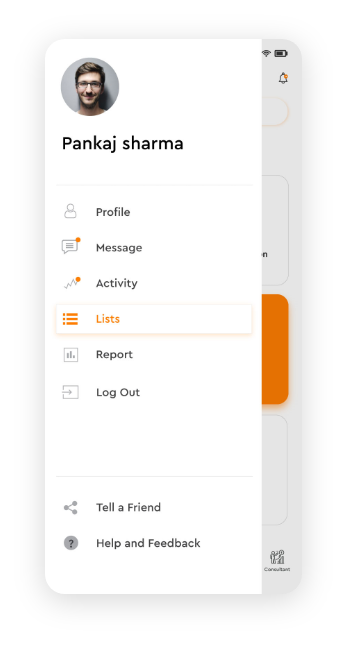 Pankaj sharma
Profile
Message
Activity
Lists
Report
Log Out
Tell a Friend
Help and Feedback
Consultant